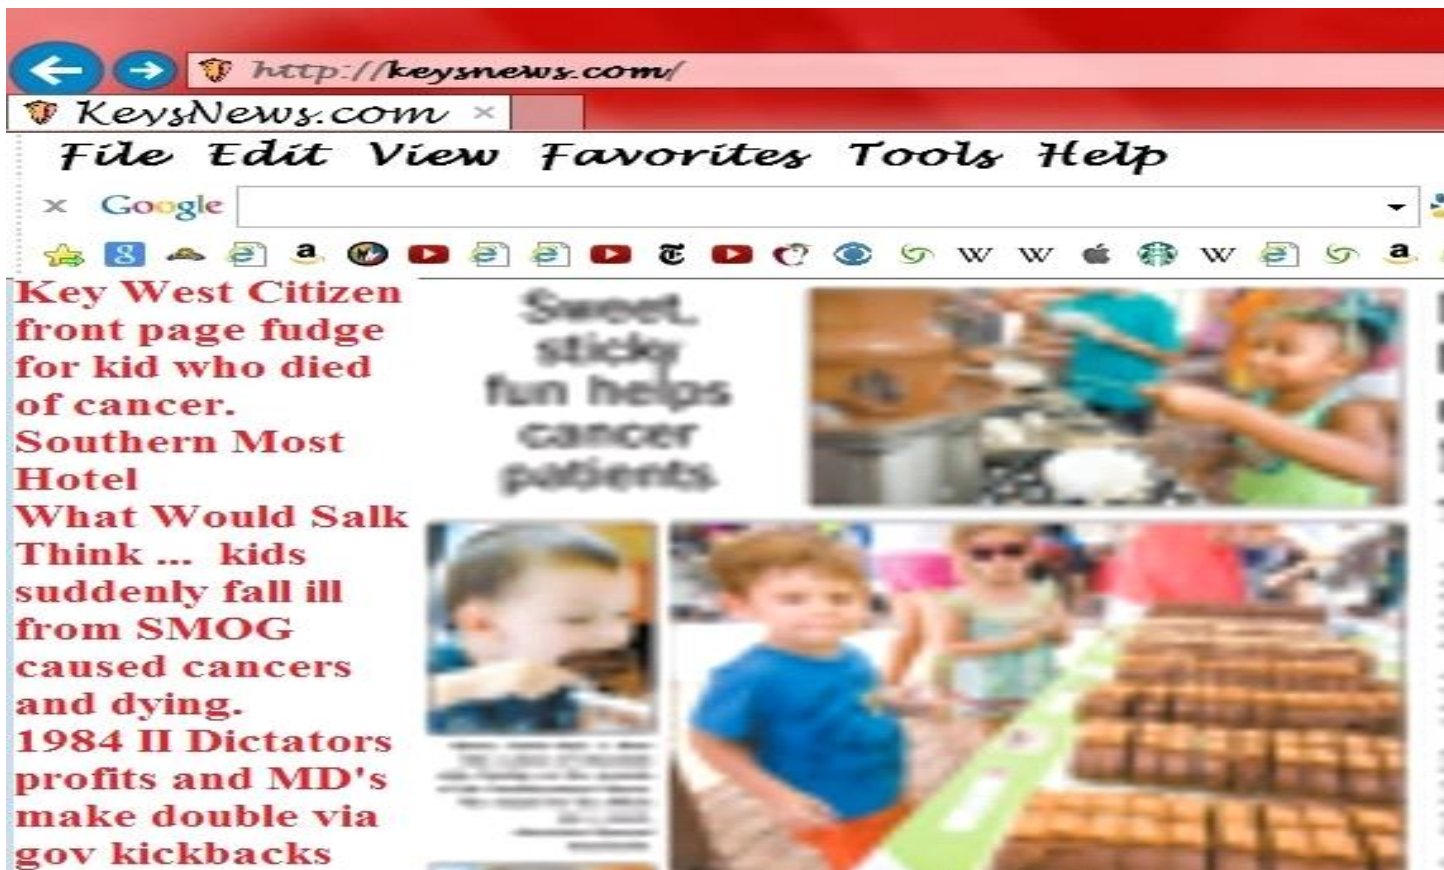 http://keysnews.com/
KeysNews.com
File Edit View Favorites Tools Help
Google
Key West Citizen
front page fudge
for kid who died
of cancer.
Southern Most
Hotel
What Would Salk
Think ... kids
suddenly fall ill
from SMOG
caused cancers
and dying.
1984 II Dictators
profits and MD's
make double via
gov kickbacks
Sweet,
sticky
fun helps
cancer
patients